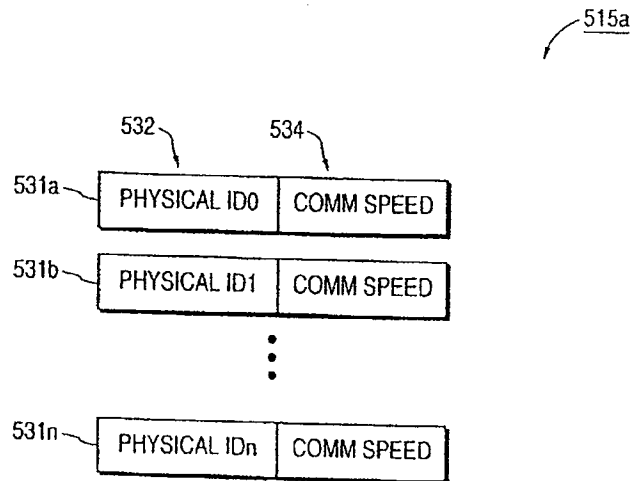 515a
532
534
531a
PHYSICAL ID0 COMM SPEED
531b
PHYSICAL ID1 COMM SPEED
531n
PHYSICAL IDn COMM SPEED